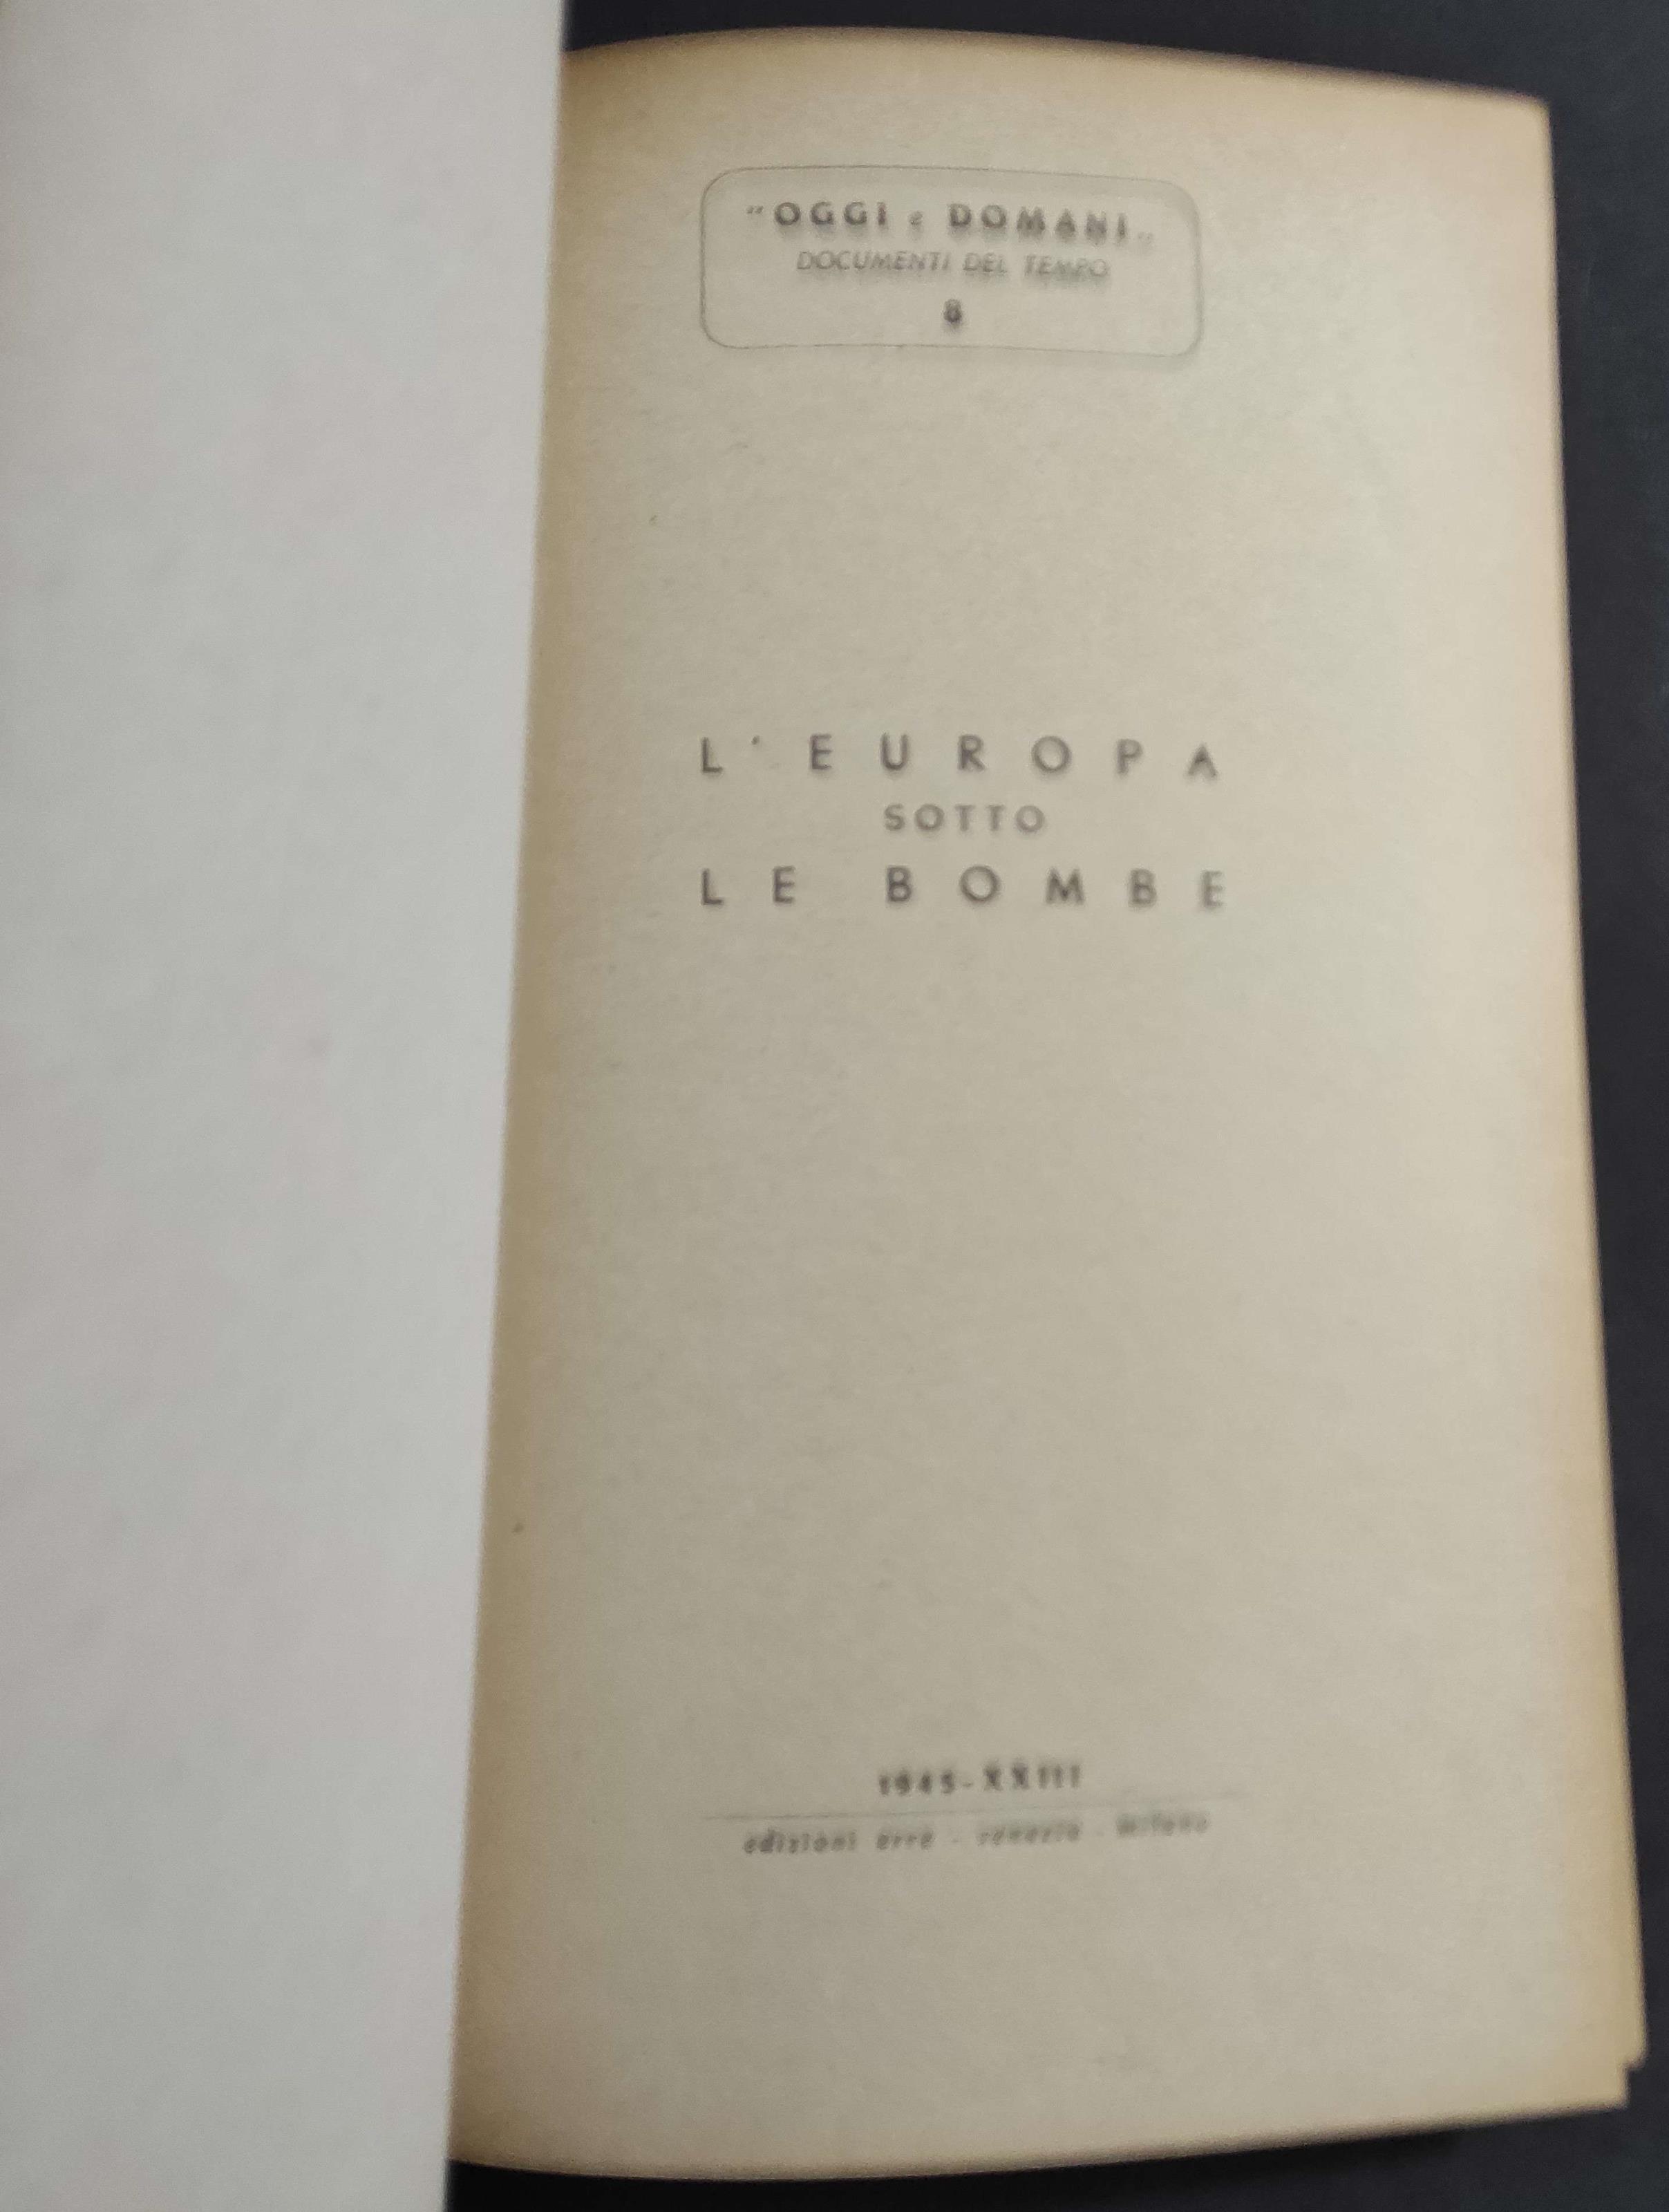 "OGGI e DOMANI„
DOCUMENTI DEL TEMPO
8
L'EUROPA
SOTTO
LE BOMBE
1945-XXIII
edizioni erre - venezia - milano